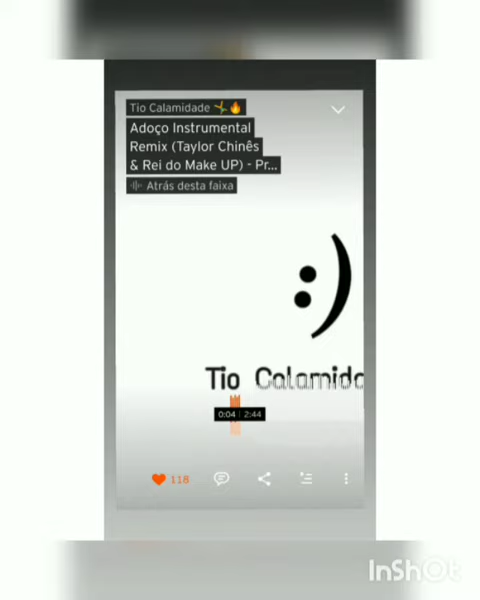 Tio Calamidade
Adoço Instrumental
Remix (Taylor Chinês
& Rei do Make UP) - Pr...
Atrás desta faixa
:)
Tio Calamida
0:04 | 2:44
118
InShOt